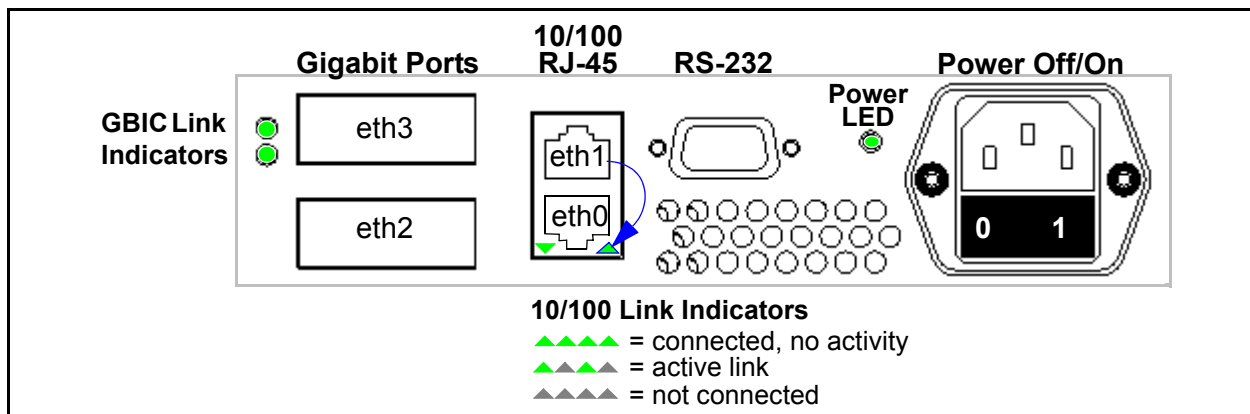 10/100
Gigabit Ports RJ-45 RS-232 Power Off/On
Power
LED
GBIC Link
Indicators
eth3
eth1
eth2
eth0
0 1
10/100 Link Indicators
= connected, no activity
= active link
= not connected